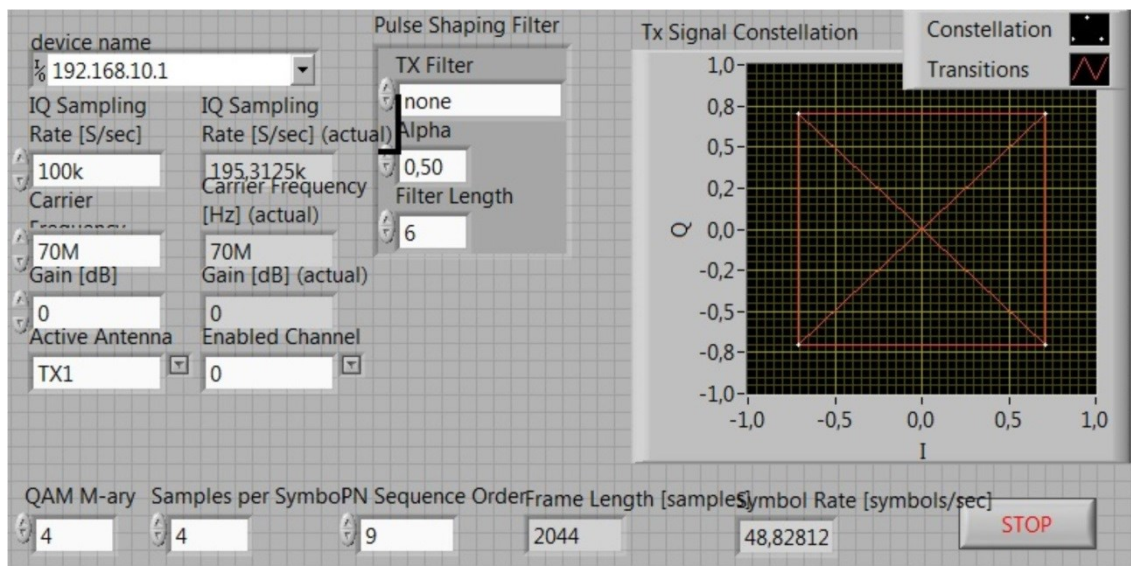 device name
192.168.10.1
IQ Sampling
Rate [S/sec]
100k
IQ Sampling
Rate [S/sec] (actual)
195,3125k
Carrier
Frequency
70M
Carrier Frequency
[Hz] (actual)
70M
Gain [dB]
0
Gain [dB] (actual)
0
Active Antenna
TX1
Enabled Channel
0
Pulse Shaping Filter
TX Filter
none
Alpha
0,50
Filter Length
6
Tx Signal Constellation
Constellation
Transitions
1,0
0,8
0,5
0,2
0,0
-0,2
-0,5
-0,8
-1,0
Q
-1,0 -0,5 0,0 0,5 1,0
I
QAM M-ary
4
Samples per Symbo
4
PN Sequence Order
9
Frame Length [samples]
2044
Symbol Rate [symbols/sec]
48,82812
STOP